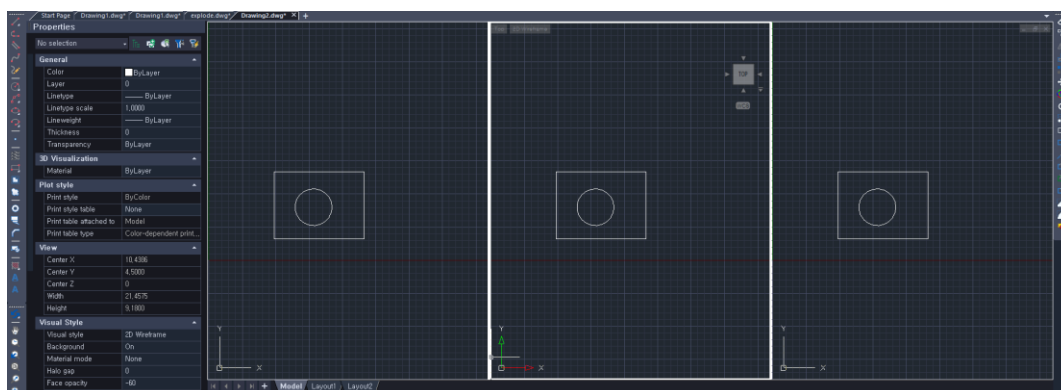 Start Page Drawing1.dwg* Drawing1.dwg* explode.dwg* Drawing2.dwg* × +
Properties
No selection
General
Color ByLayer
Layer 0
Linetype ByLayer
Linetype scale 1,0000
Lineweight ByLayer
Thickness 0
Transparency ByLayer
3D Visualization
Material ByLayer
Plot style
Print style ByColor
Print style table None
Print table attached to Model
Print table type Color-dependent print...
View
Center X 10,4386
Center Y 4,5000
Center Z 0
Width 21,4575
Height 9,1800
Visual Style
Visual style 2D Wireframe
Background On
Material mode None
Halo gap 0
Face opacity -60
2D Wireframe
TOP
Y Y Y
X X X
Model Layout1 Layout2